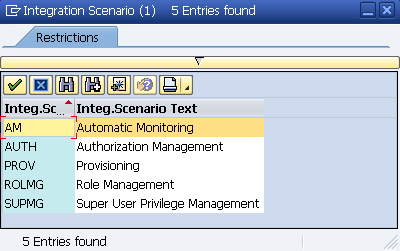 Integration Scenario (1) 5 Entries found
Restrictions
Integ.Sc... Integ.Scenario Text
AM Automatic Monitoring
AUTH Authorization Management
PROV Provisioning
ROLMG Role Management
SUPMG Super User Privilege Management
5 Entries found